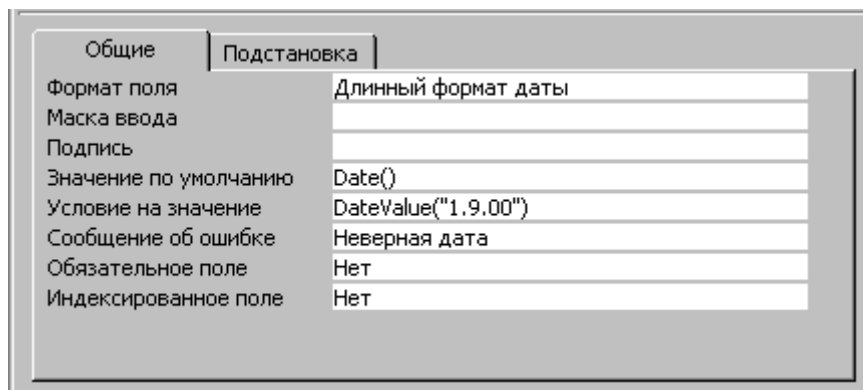 Общие Подстановка
Формат поля Длинный формат даты
Маска ввода
Подпись
Значение по умолчанию Date()
Условие на значение DateValue("1.9.00")
Сообщение об ошибке Неверная дата
Обязательное поле Нет
Индексированное поле Нет